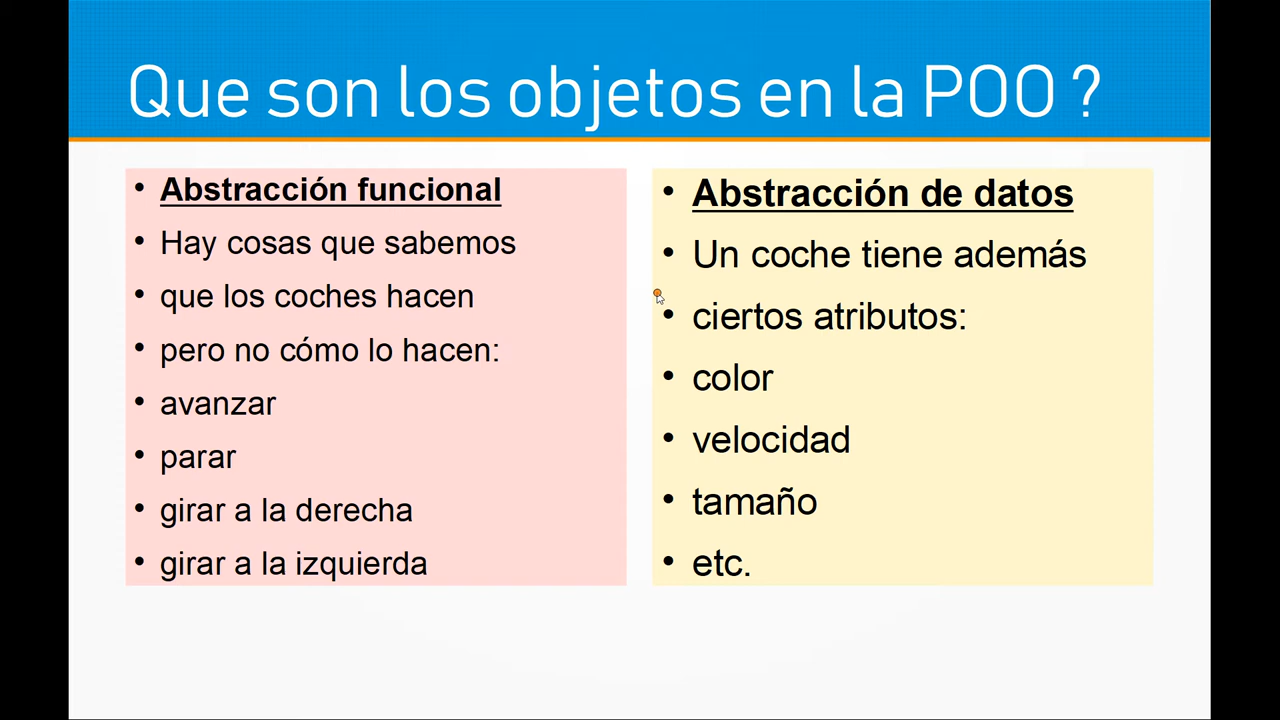 Que son los objetos en la POO ?
• Abstracción funcional
• Hay cosas que sabemos
• que los coches hacen
• pero no cómo lo hacen:
• avanzar
• parar
• girar a la derecha
• girar a la izquierda
• Abstracción de datos
• Un coche tiene además
• ciertos atributos:
• color
• velocidad
• tamaño
• etc.